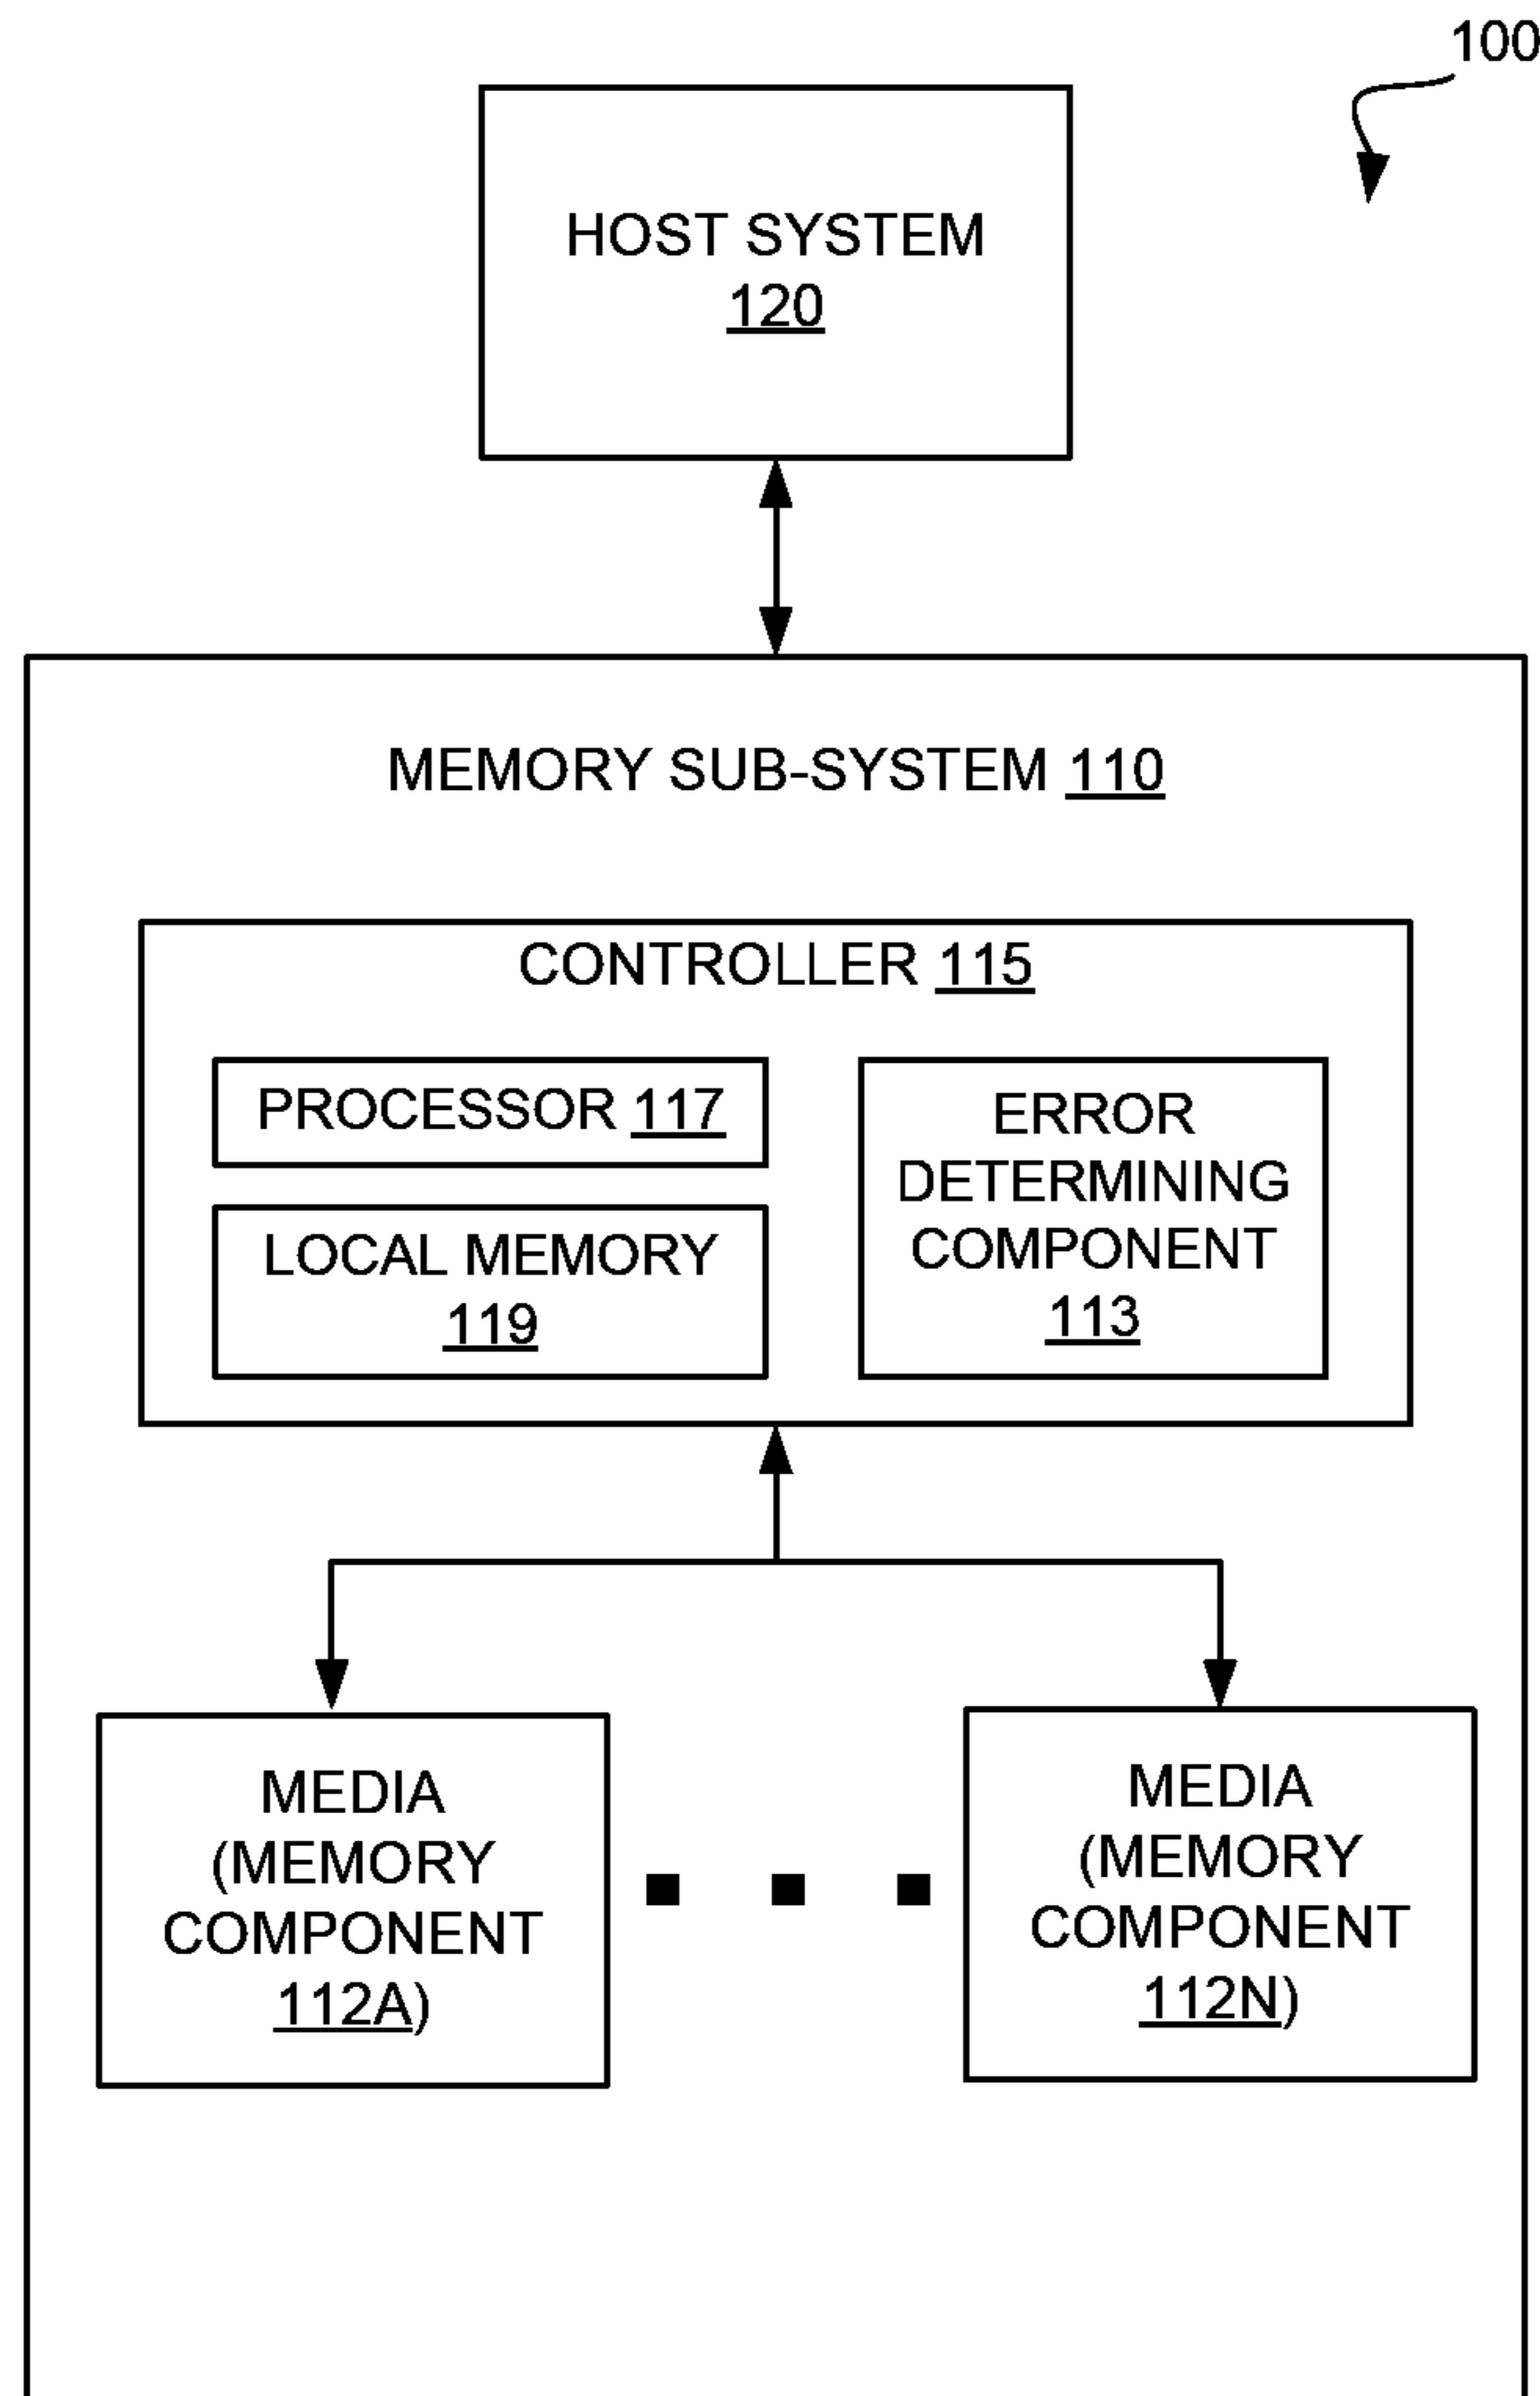 100
HOST SYSTEM
120
MEMORY SUB-SYSTEM 110
CONTROLLER 115
PROCESSOR 117
LOCAL MEMORY
119
ERROR
DETERMINING
COMPONENT
113
MEDIA
(MEMORY
COMPONENT
112A)
MEDIA
(MEMORY
COMPONENT
112N)